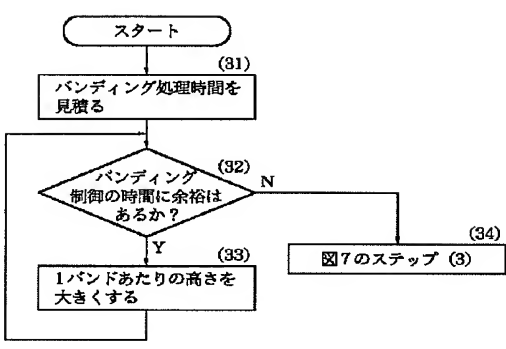 スタート
(31)
バンディング処理時間を
見積る
(32)
バンディング
制御の時間に余裕は
あるか？
N
Y
(33)
1バンドあたりの高さを
大きくする
(34)
図7のステップ (3)